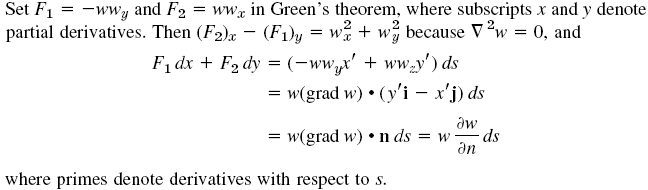 Set F₁ = −ww_y and F₂ = ww_x in Green's theorem, where subscripts x and y denote
partial derivatives. Then (F₂)_x − (F₁)_y = w_x² + w_y² because ∇²w = 0, and
F₁ dx + F₂ dy = (−ww_y x′ + ww_z y′) ds
= w(grad w) • (y′i − x′j) ds
= w(grad w) • n ds = w ∂w/∂n ds
where primes denote derivatives with respect to s.